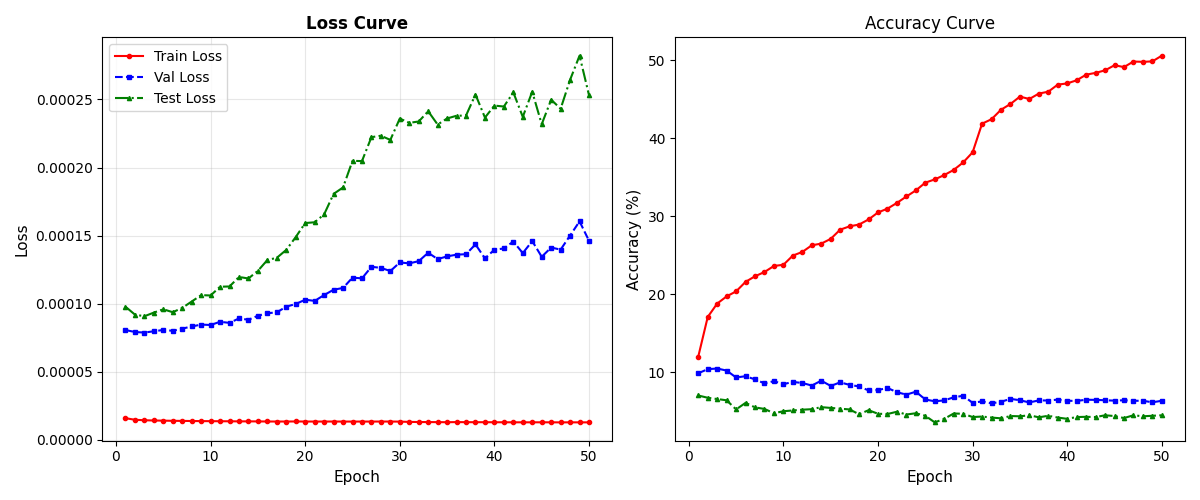 Loss Curve
Train Loss
Val Loss
Test Loss
Loss
0.00025
0.00020
0.00015
0.00010
0.00005
0.00000
0 10 20 30 40 50
Epoch
Accuracy Curve
Accuracy (%)
50
40
30
20
10
0 10 20 30 40 50
Epoch